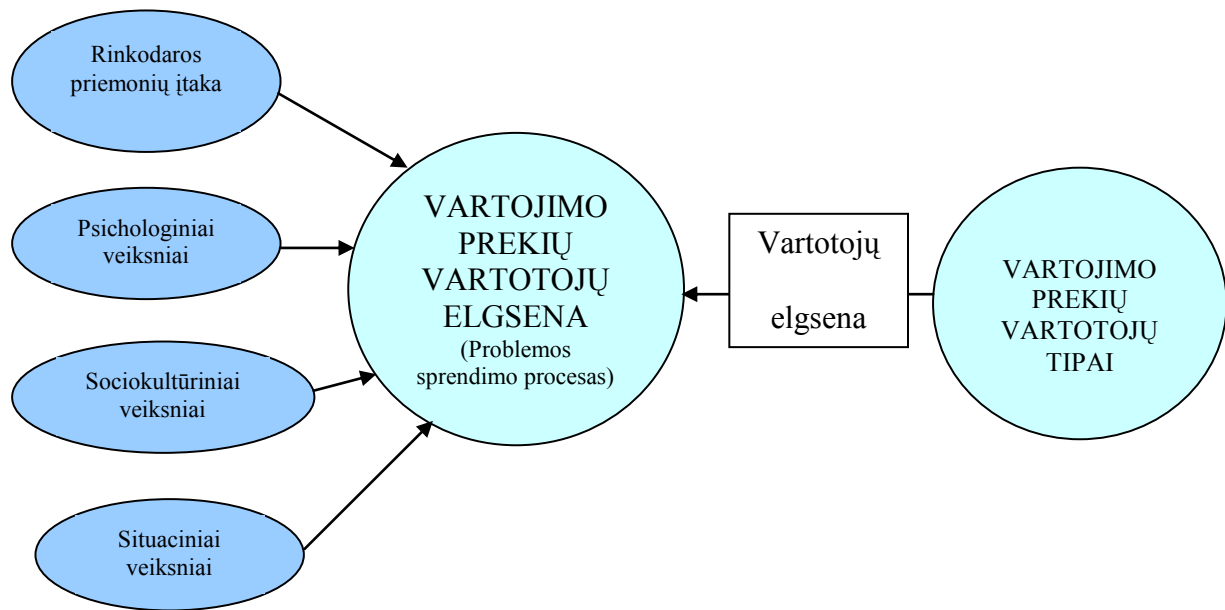 Rinkodaros
priemonių įtaka
Psichologiniai
veiksniai
Sociokultūriniai
veiksniai
Situaciniai
veiksniai
VARTOJIMO
PREKIŲ
VARTOTOJŲ
ELGSENA
(Problemos
sprendimo procesas)
Vartotojų
elgsena
VARTOJIMO
PREKIŲ
VARTOTOJŲ
TIPAI